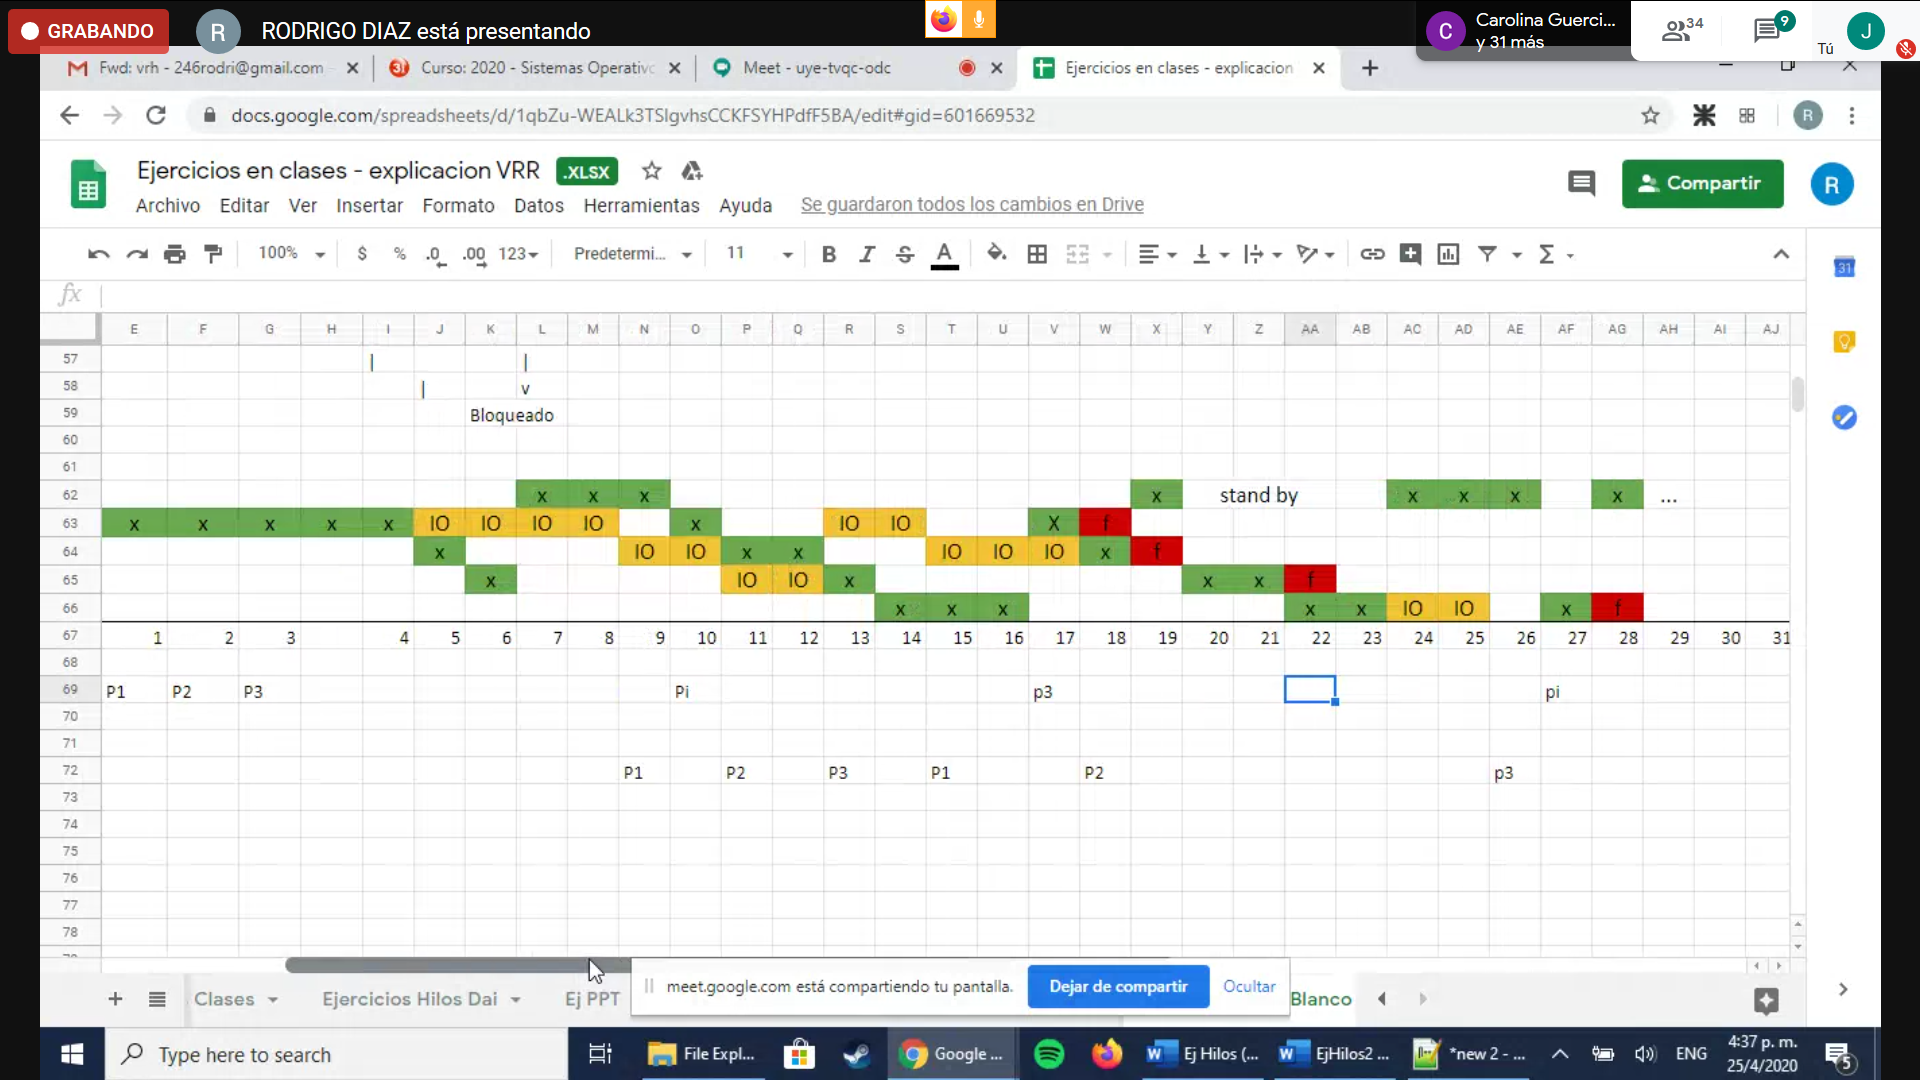 GRABANDO
R
RODRIGO DIAZ está presentando
C
Carolina Guerci...
y 31 más
34
9
Tú
J
Fwd: vrh - 246rodri@gmail.com
Curso: 2020 - Sistemas Operativo
Meet - uye-tvqc-odc
Ejercicios en clases - explicacion
docs.google.com/spreadsheets/d/1qbZu-WEALk3TSlgvhsCCKFSYHPdfF5BA/edit#gid=601669532
R
Ejercicios en clases - explicacion VRR .XLSX
Compartir
R
Archivo Editar Ver Insertar Formato Datos Herramientas Ayuda Se guardaron todos los cambios en Drive
100% $ % .0 .00 123 Predetermi... 11 B I S A Σ
31
fx
E F G H I J K L M N O P Q R S T U V W X Y Z AA AB AC AD AE AF AG AH AI AJ
57 | |
58 | v
59 Bloqueado
60
61
62 x x x x stand by x x x x ...
63 x x x x x IO IO IO IO x IO IO X f
64 x IO IO x x IO IO IO x f
65 x IO IO x x x f
66 x x x x x IO IO x f
67 1 2 3 4 5 6 7 8 9 10 11 12 13 14 15 16 17 18 19 20 21 22 23 24 25 26 27 28 29 30 31
68
69 P1 P2 P3 Pi p3 pi
70
71
72 P1 P2 P3 P1 P2 p3
73
74
75
76
77
78
Clases
Ejercicios Hilos Dai
Ej PPT
meet.google.com está compartiendo tu pantalla.
Dejar de compartir
Ocultar
Blanco
Type here to search
File Expl...
Google ...
Ej Hilos (...
EjHilos2 ...
*new 2 - ...
ENG
4:37 p. m.
25/4/2020
5